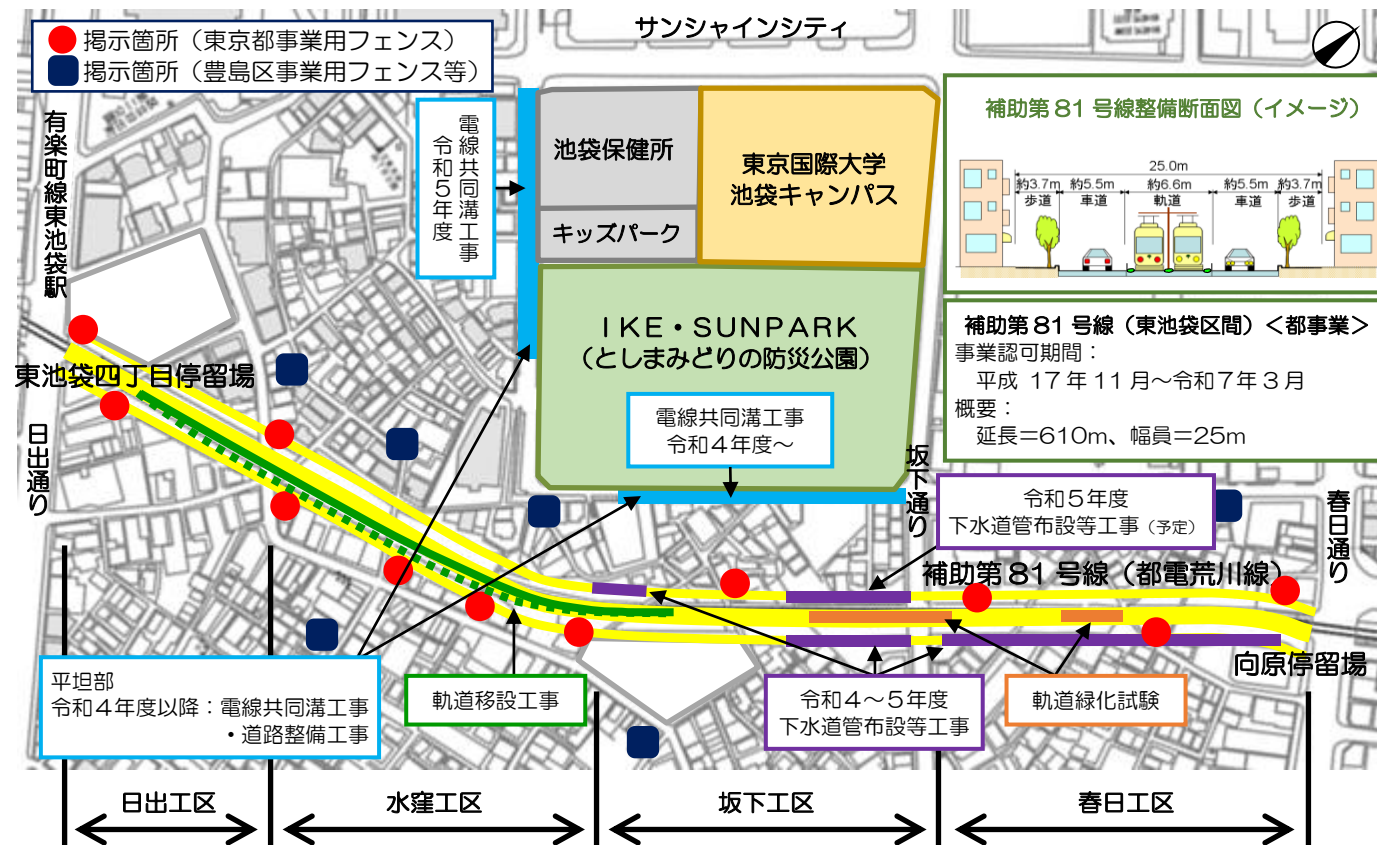 サンシャインシティ
掲示箇所（東京都事業用フェンス）
掲示箇所（豊島区事業用フェンス等）
有楽町線東池袋駅
電線共同溝工事
令和５年度
池袋保健所
キッズパーク
東京国際大学
池袋キャンパス
ＩＫＥ・ＳＵＮＰＡＲＫ
（としまみどりの防災公園）
電線共同溝工事
令和４年度～
補助第 81 号線整備断面図（イメージ）
25.0m
約3.7m 約5.5m 約6.6m 約5.5m 約3.7m
歩道 車道 軌道 車道 歩道
補助第 81 号線（東池袋区間）＜都事業＞
事業認可期間：
平成 17 年 11 月～令和７年 3 月
概要：
延長＝610m、幅員＝25m
東池袋四丁目停留場
日出通り
坂下通り
春日通り
令和５年度
下水道管布設等工事（予定）
補助第 81 号線（都電荒川線）
向原停留場
平坦部
令和４年度以降：電線共同溝工事
・道路整備工事
軌道移設工事
令和４～５年度
下水道管布設等工事
軌道緑化試験
日出工区
水窪工区
坂下工区
春日工区